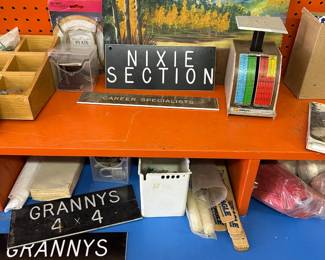 NIXIE
SECTION
CAREER SPECIALISTS
GRANNYS
4 x 4
GRANNYS